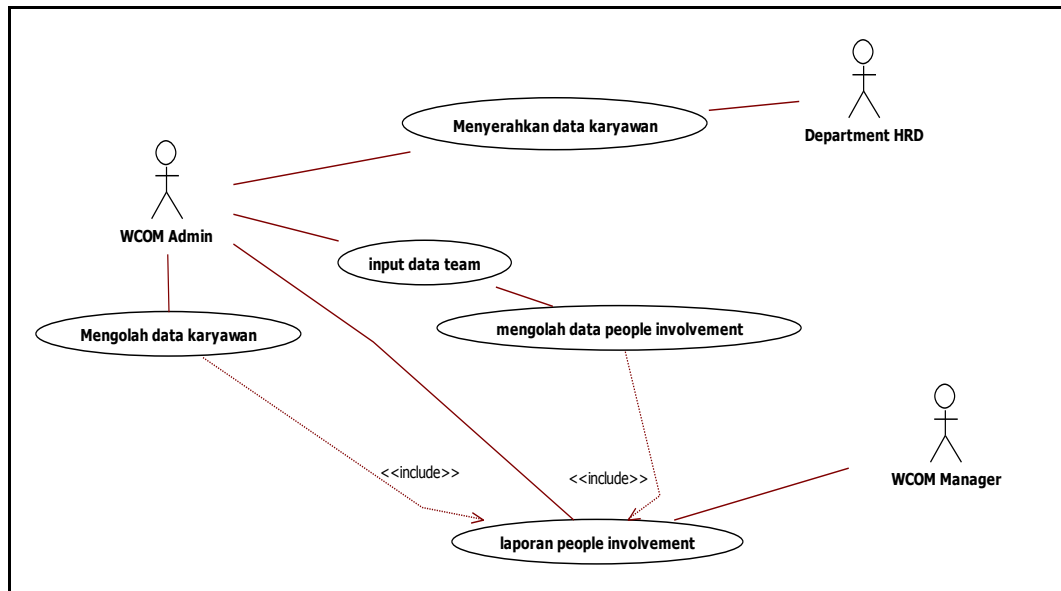 Menyerahkan data karyawan
Department HRD
WCOM Admin
input data team
Mengolah data karyawan
mengolah data people involvement
<<include>>
<<include>>
WCOM Manager
laporan people involvement